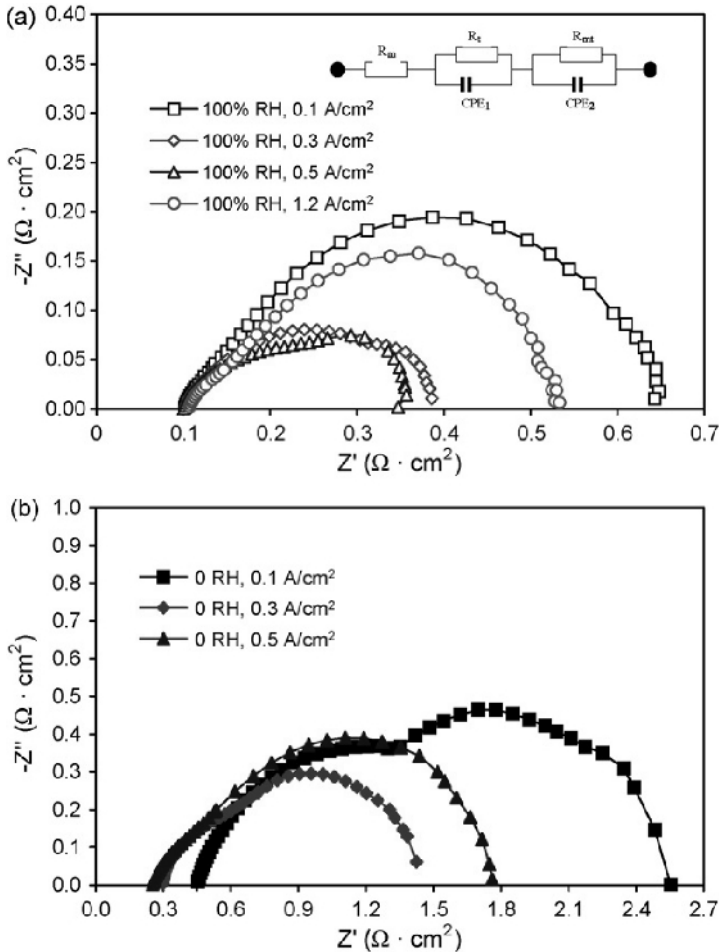 (a)
0.40
0.35
0.30
0.25
0.20
0.15
0.10
0.05
0.00
-Z'' (Ω · cm²)
R_t
R_mt
CPE₁
CPE₂
100% RH, 0.1 A/cm²
100% RH, 0.3 A/cm²
100% RH, 0.5 A/cm²
100% RH, 1.2 A/cm²
0 0.1 0.2 0.3 0.4 0.5 0.6 0.7
Z' (Ω · cm²)
(b)
1.0
0.9
0.8
0.7
0.6
0.5
0.4
0.3
0.2
0.1
0.0
-Z'' (Ω · cm²)
0 RH, 0.1 A/cm²
0 RH, 0.3 A/cm²
0 RH, 0.5 A/cm²
0.0 0.3 0.6 0.9 1.2 1.5 1.8 2.1 2.4 2.7
Z' (Ω · cm²)